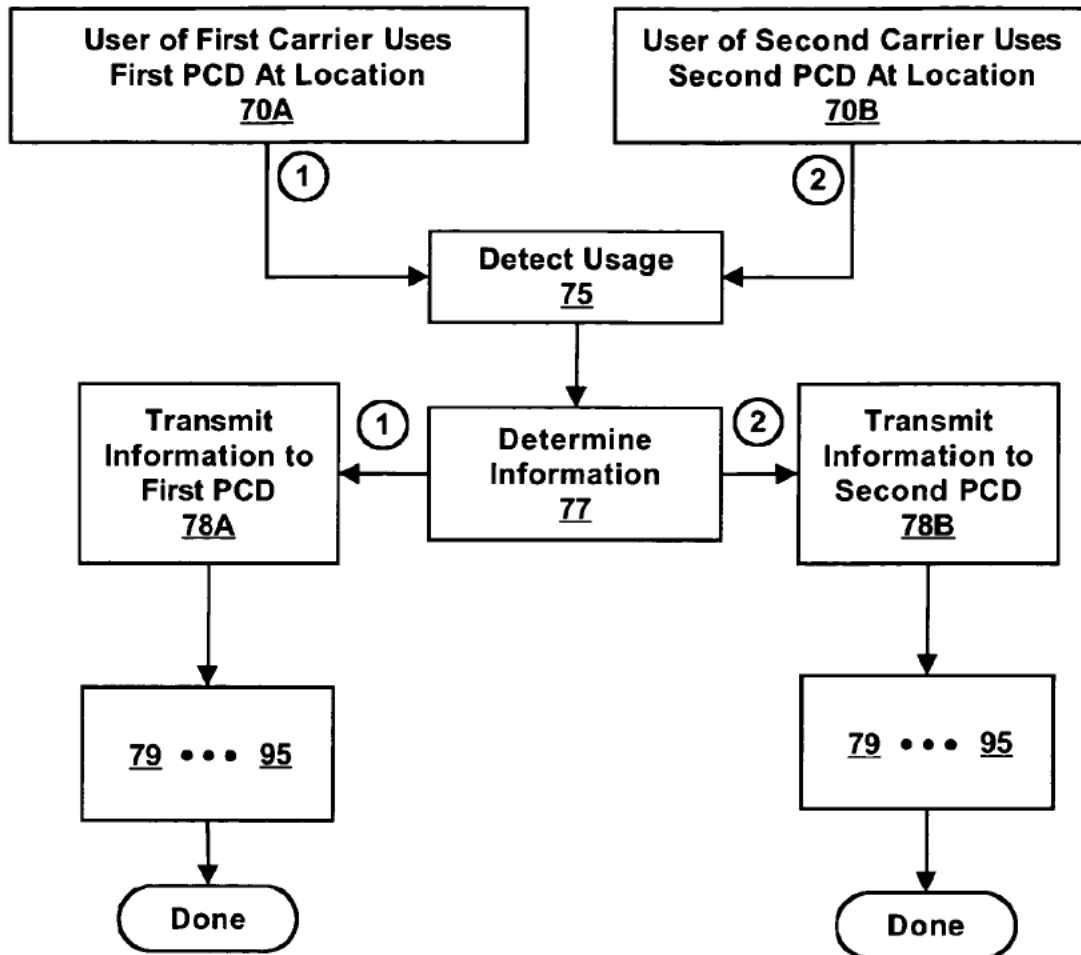 User of First Carrier Uses
First PCD At Location
70A
User of Second Carrier Uses
Second PCD At Location
70B
1
2
Detect Usage
75
Transmit
Information to
First PCD
78A
1
Determine
Information
77
2
Transmit
Information to
Second PCD
78B
79 ••• 95
79 ••• 95
Done
Done